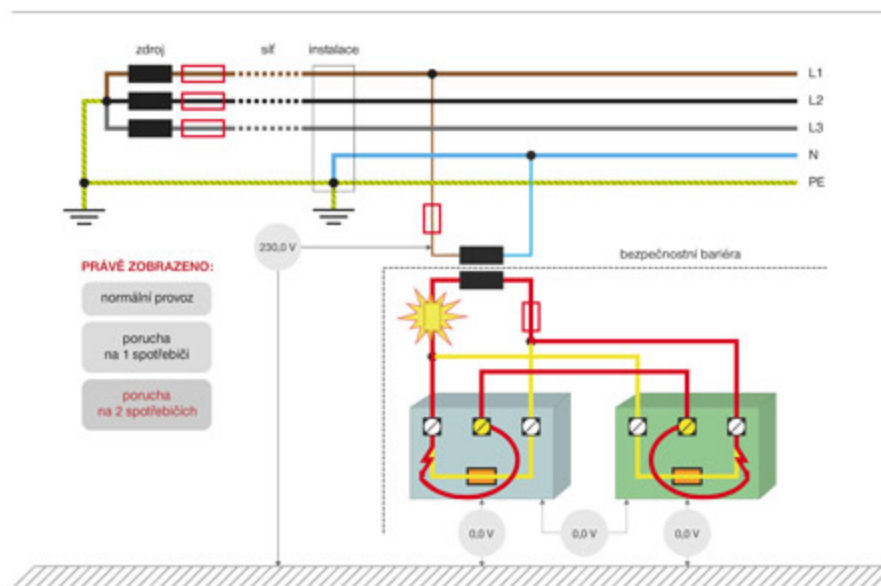 zdroj
síť
instalace
L1
L2
L3
N
PE
230,0 V
bezpečnostní bariéra
PRÁVĚ ZOBRAZENO:
normální provoz
porucha
na 1 spotřebiči
porucha
na 2 spotřebičích
0,0 V
0,0 V
0,0 V